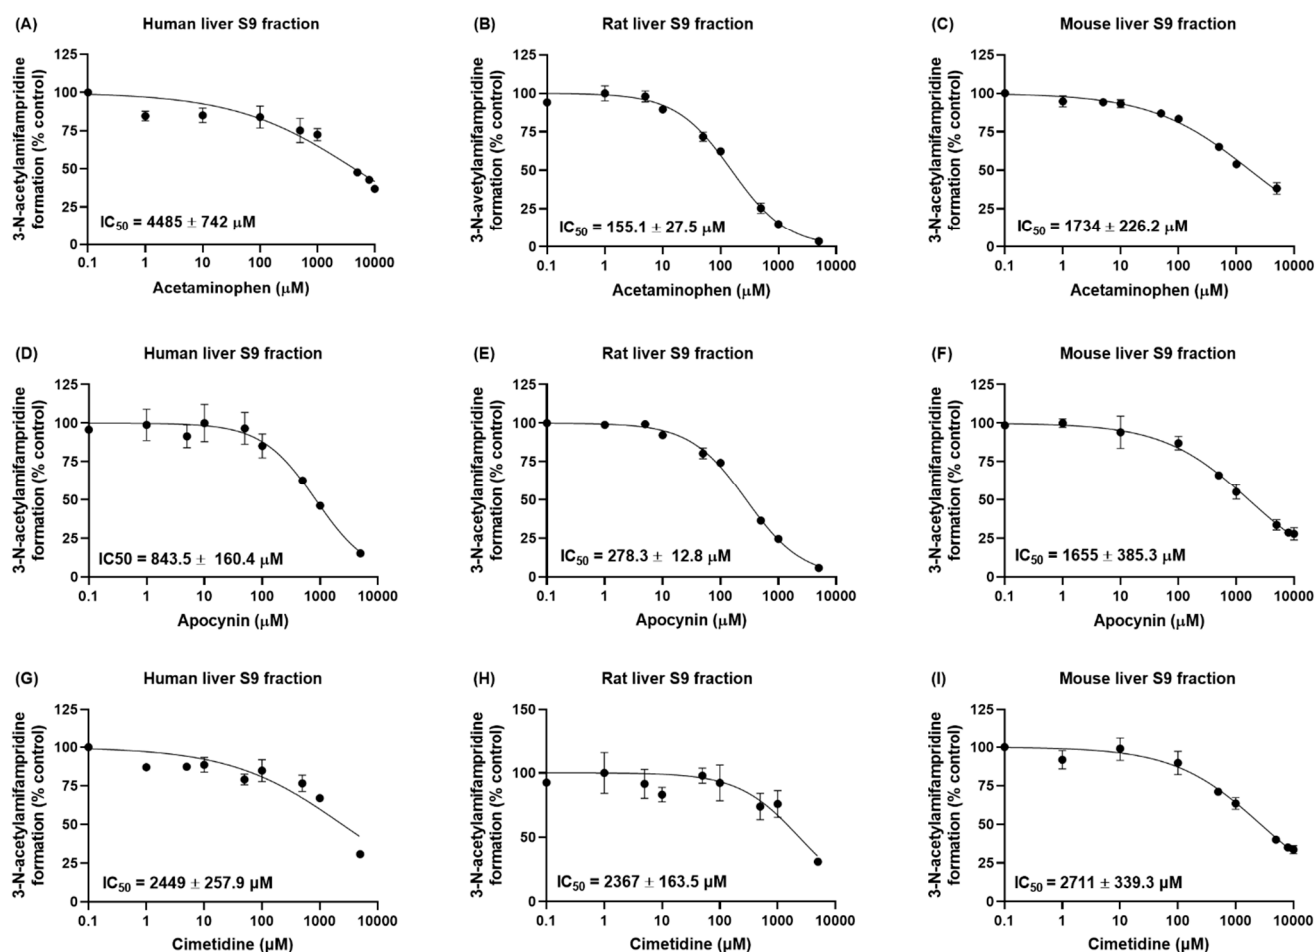 (A) Human liver S9 fraction
3-N-acetylamifampridine
formation (% control)
125
100
75
50
25
0
IC50 = 4485 ± 742 μM
0.1 1 10 100 1000 10000
Acetaminophen (μM)
(B) Rat liver S9 fraction
3-N-avetylamifampridine
formation (% control)
125
100
75
50
25
0
IC50 = 155.1 ± 27.5 μM
0.1 1 10 100 1000 10000
Acetaminophen (μM)
(C) Mouse liver S9 fraction
3-N-acetylamifampridine
formation (% control)
125
100
75
50
25
0
IC50 = 1734 ± 226.2 μM
0.1 1 10 100 1000 10000
Acetaminophen (μM)
(D) Human liver S9 fraction
3-N-acetylamifampridine
formation (% control)
125
100
75
50
25
0
IC50 = 843.5 ± 160.4 μM
0.1 1 10 100 1000 10000
Apocynin (μM)
(E) Rat liver S9 fraction
3-N-acetylamifampridine
formation (% control)
125
100
75
50
25
0
IC50 = 278.3 ± 12.8 μM
0.1 1 10 100 1000 10000
Apocynin (μM)
(F) Mouse liver S9 fraction
3-N-acetylamifampridine
formation (% control)
125
100
75
50
25
0
IC50 = 1655 ± 385.3 μM
0.1 1 10 100 1000 10000
Apocynin (μM)
(G) Human liver S9 fraction
3-N-acetylamifampridine
formation (% control)
125
100
75
50
25
0
IC50 = 2449 ± 257.9 μM
0.1 1 10 100 1000 10000
Cimetidine (μM)
(H) Rat liver S9 fraction
3-N-acetylamifampridine
formation (% control)
150
100
50
0
IC50 = 2367 ± 163.5 μM
0.1 1 10 100 1000 10000
Cimetidine (μM)
(I) Mouse liver S9 fraction
3-N-acetylamifampridine
formation (% control)
125
100
75
50
25
0
IC50 = 2711 ± 339.3 μM
0.1 1 10 100 1000 10000
Cimetidine (μM)